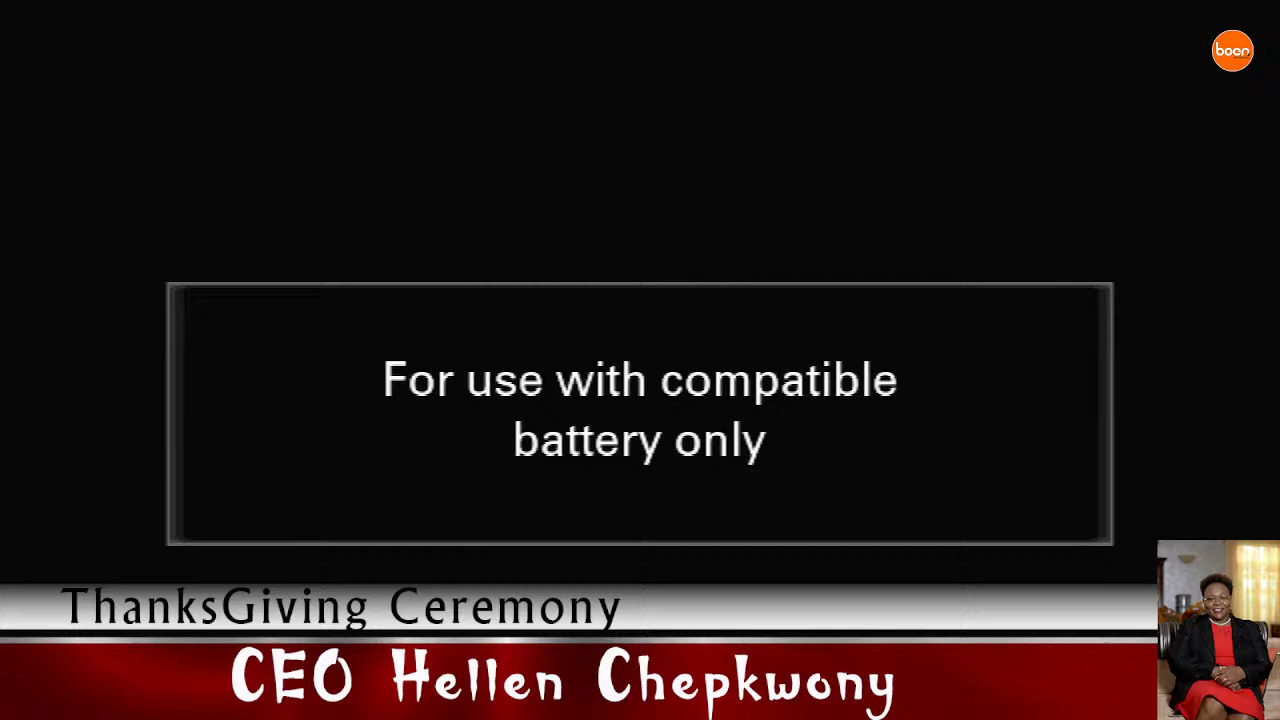 boen
For use with compatible
battery only
ThanksGiving Ceremony
CEO Hellen Chepkwony